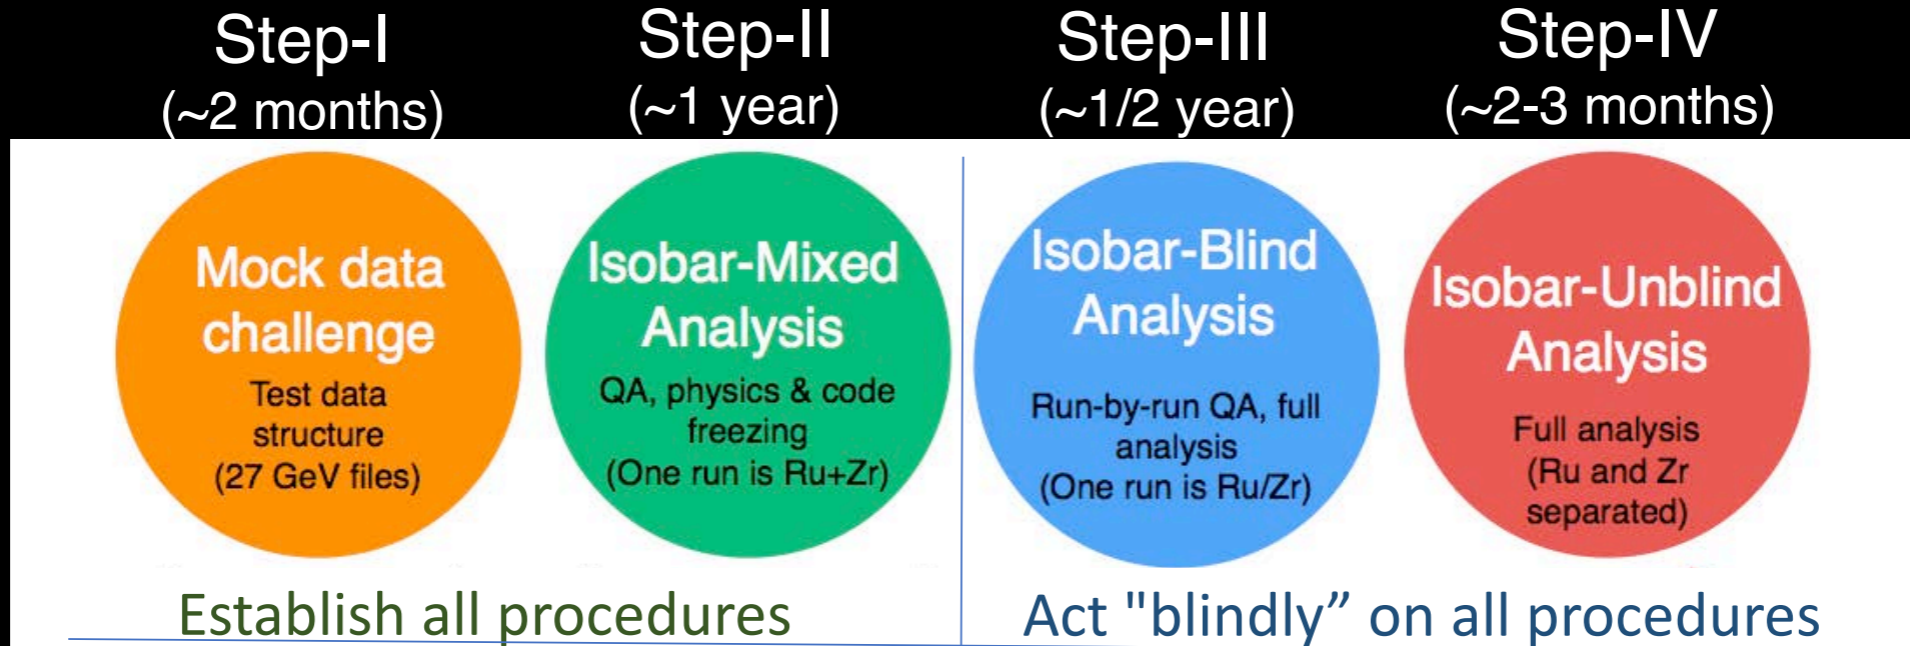 Step-I
(~2 months)
Step-II
(~1 year)
Step-III
(~1/2 year)
Step-IV
(~2-3 months)
Mock data
challenge
Test data
structure
(27 GeV files)
Isobar-Mixed
Analysis
QA, physics & code
freezing
(One run is Ru+Zr)
Isobar-Blind
Analysis
Run-by-run QA, full
analysis
(One run is Ru/Zr)
Isobar-Unblind
Analysis
Full analysis
(Ru and Zr
separated)
Establish all procedures
Act "blindly” on all procedures